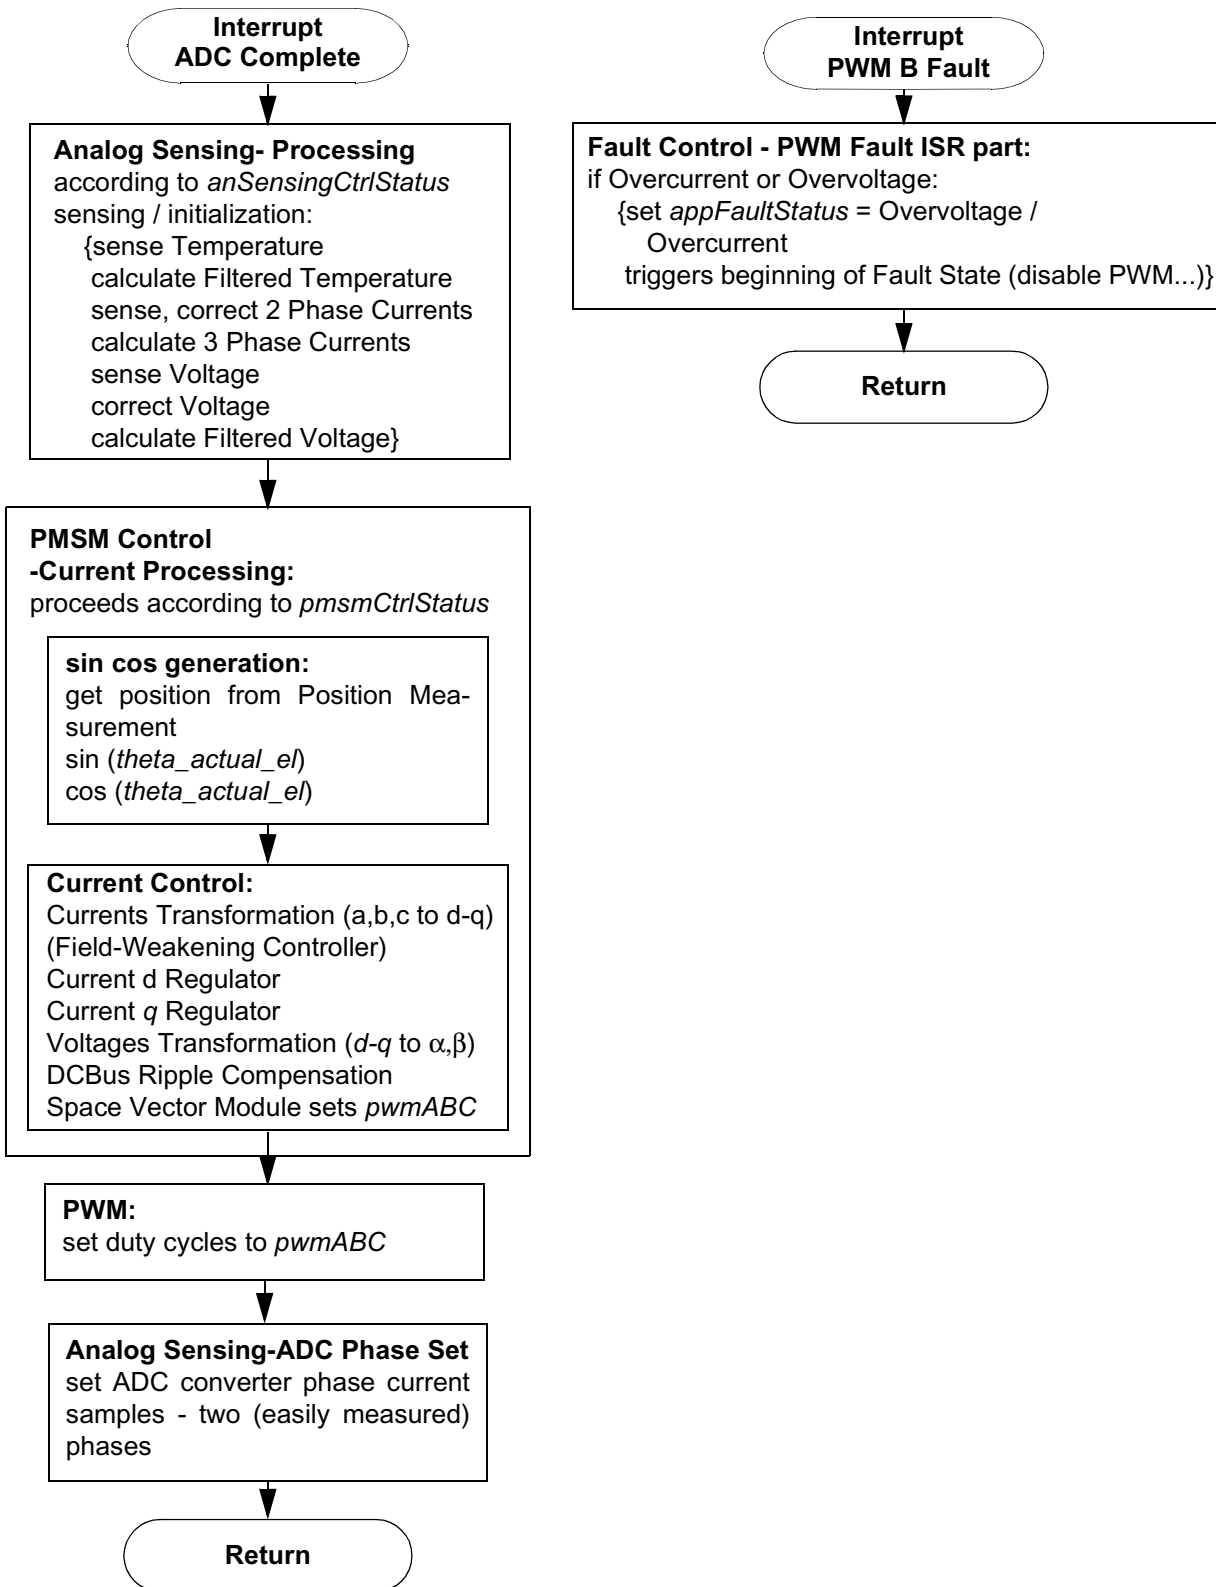 Interrupt
ADC Complete
Analog Sensing- Processing
according to anSensingCtrlStatus
sensing / initialization:
{sense Temperature
calculate Filtered Temperature
sense, correct 2 Phase Currents
calculate 3 Phase Currents
sense Voltage
correct Voltage
calculate Filtered Voltage}
PMSM Control
-Current Processing:
proceeds according to pmsmCtrlStatus
sin cos generation:
get position from Position Mea-
surement
sin (theta_actual_el)
cos (theta_actual_el)
Current Control:
Currents Transformation (a,b,c to d-q)
(Field-Weakening Controller)
Current d Regulator
Current q Regulator
Voltages Transformation (d-q to α,β)
DCBus Ripple Compensation
Space Vector Module sets pwmABC
PWM:
set duty cycles to pwmABC
Analog Sensing-ADC Phase Set
set ADC converter phase current
samples - two (easily measured)
phases
Return
Interrupt
PWM B Fault
Fault Control - PWM Fault ISR part:
if Overcurrent or Overvoltage:
{set appFaultStatus = Overvoltage /
Overcurrent
triggers beginning of Fault State (disable PWM...)}
Return